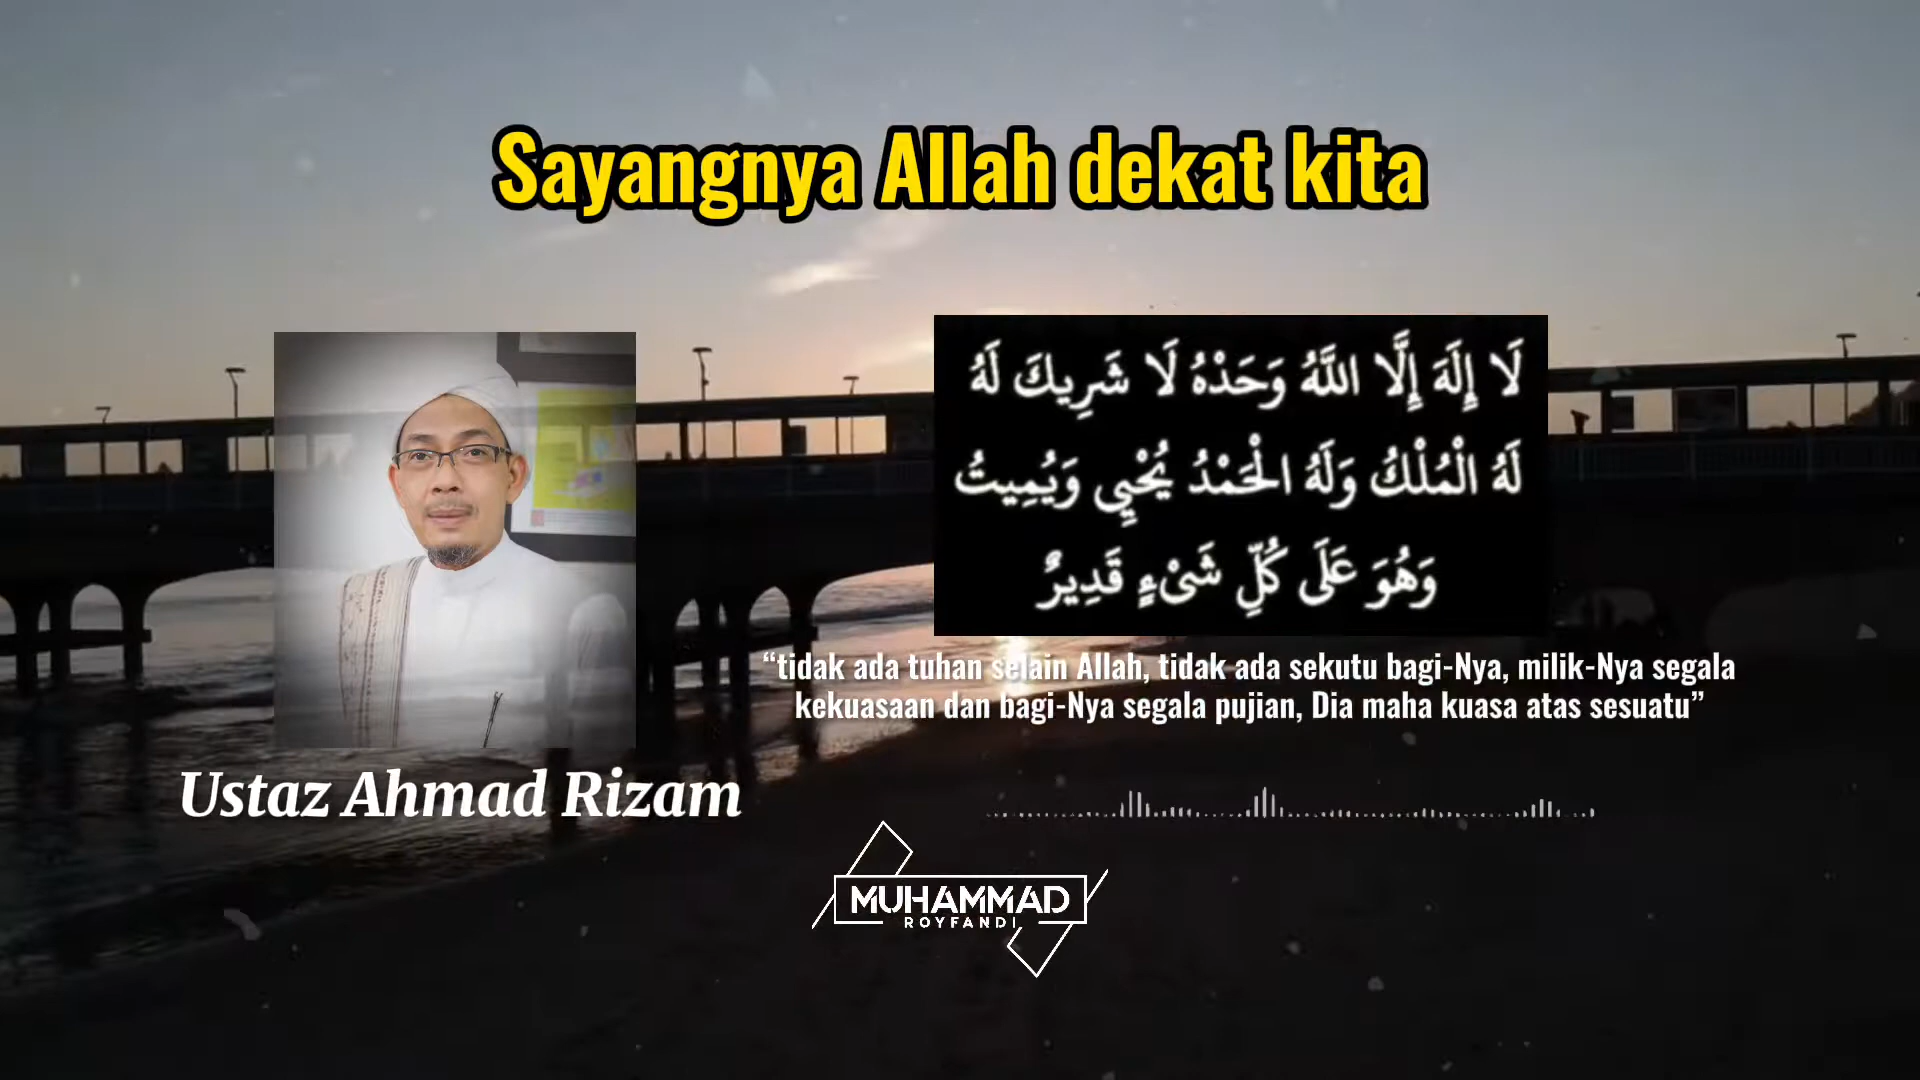 Sayangnya Allah dekat kita
لَا إِلَهَ إِلَّا اللَّهُ وَحَدْهُ لَا شَرِيكَ لَهُ
لَهُ الْمُلْكُ وَلَهُ الْحَمْدُ يُحْيِي وَيُمِيتُ
وَهُوَ عَلَى كُلِّ شَىْءٍ قَدِيرٌ
“tidak ada tuhan selain Allah, tidak ada sekutu bagi-Nya, milik-Nya segala
kekuasaan dan bagi-Nya segala pujian, Dia maha kuasa atas sesuatu”
Ustaz Ahmad Rizam
MUHAMMAD
ROYFANDI